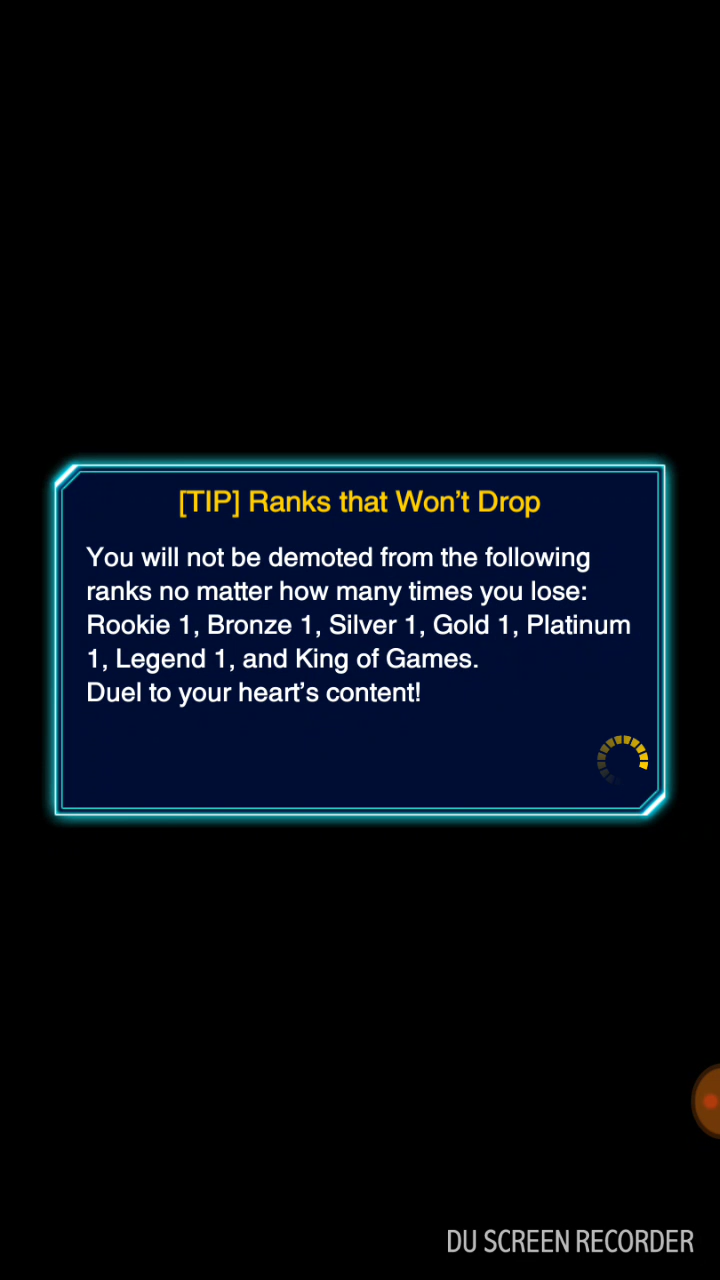 [TIP] Ranks that Won't Drop
You will not be demoted from the following
ranks no matter how many times you lose:
Rookie 1, Bronze 1, Silver 1, Gold 1, Platinum
1, Legend 1, and King of Games.
Duel to your heart's content!
DU SCREEN RECORDER